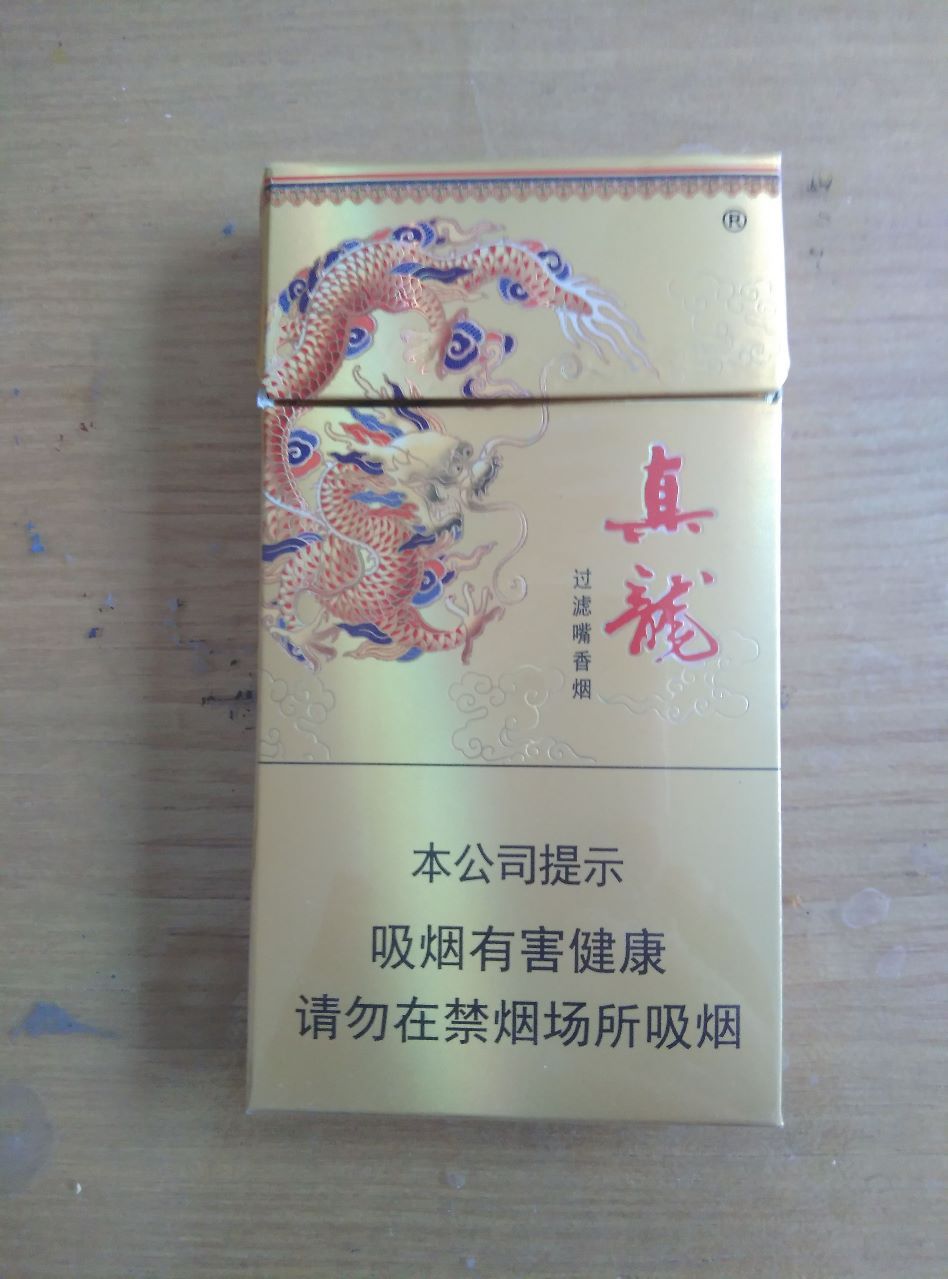 ®
真龍
过滤嘴香烟
本公司提示
吸烟有害健康
请勿在禁烟场所吸烟